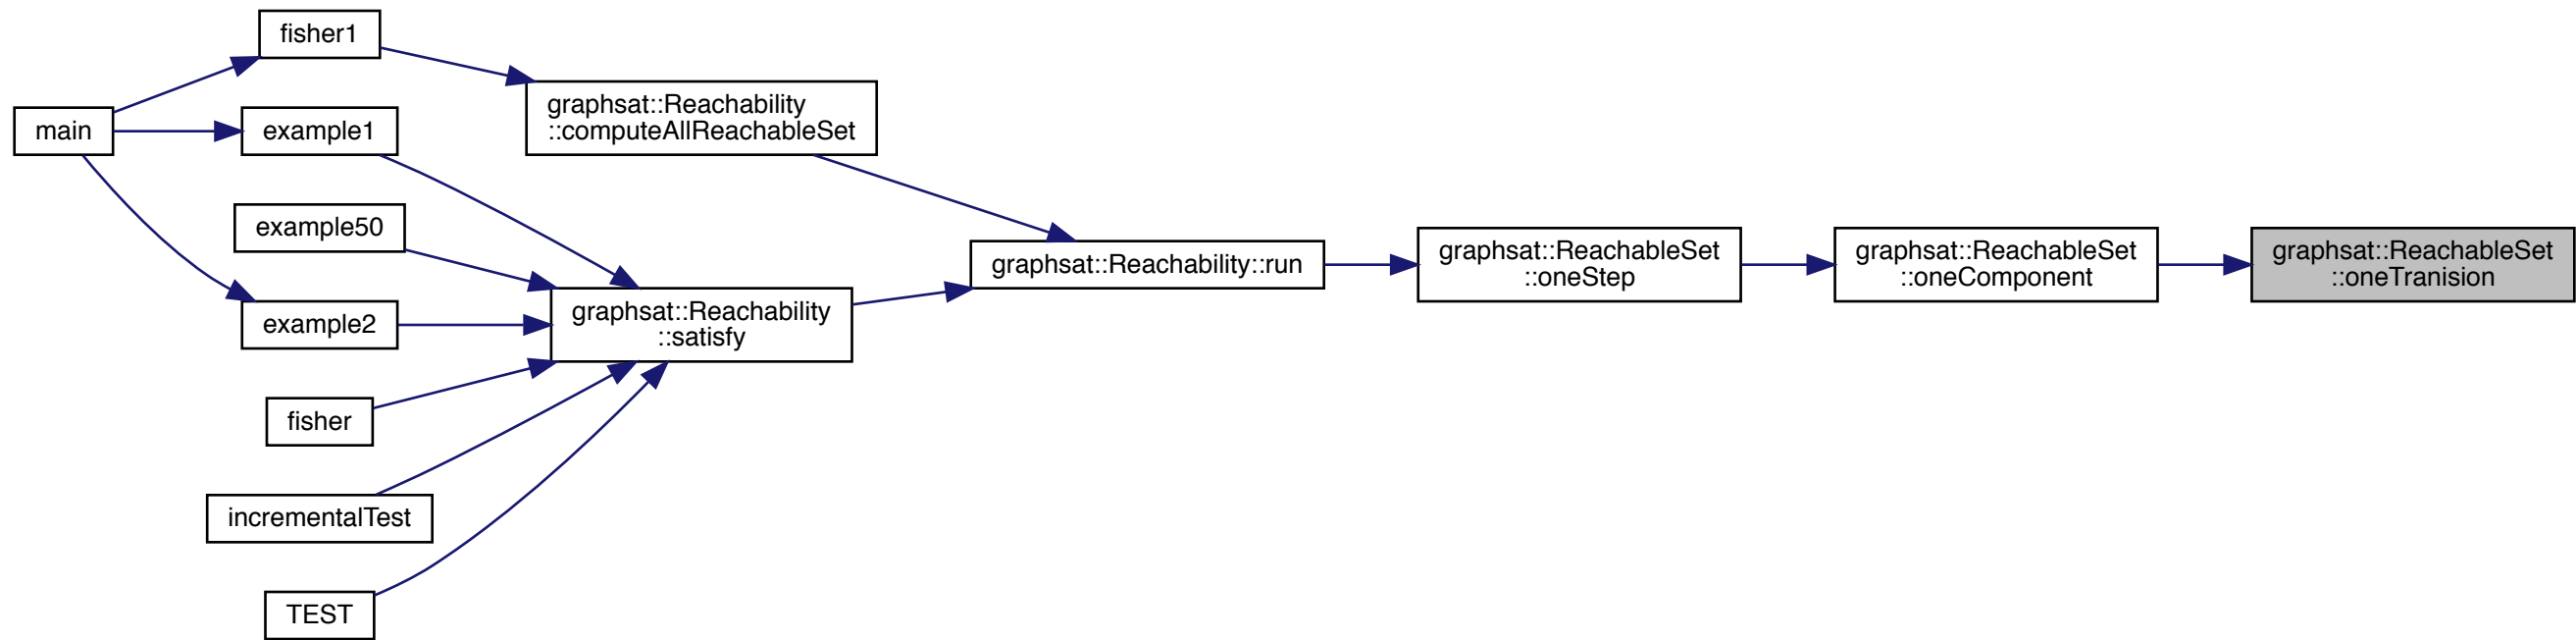 main
fisher1
example1
example50
example2
fisher
incrementalTest
TEST
graphsat::Reachability
::computeAllReachableSet
graphsat::Reachability
::satisfy
graphsat::Reachability::run
graphsat::ReachableSet
::oneStep
graphsat::ReachableSet
::oneComponent
graphsat::ReachableSet
::oneTranision